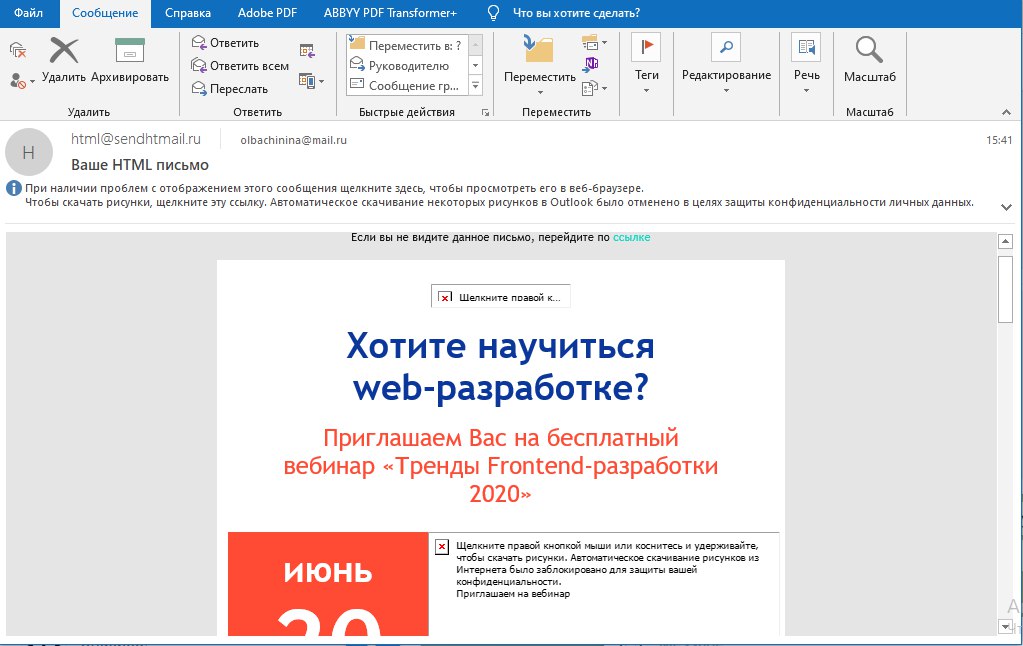 Файл Сообщение Справка Adobe PDF ABBYY PDF Transformer+ Что вы хотите сделать?
Удалить Архивировать
Удалить
Ответить
Ответить всем
Переслать
Ответить
Переместить в: ?
Руководителю
Сообщение гр...
Быстрые действия
Переместить
Переместить
Теги
Редактирование
Речь
Масштаб
Масштаб
H
html@sendhtmail.ru olbachinina@mail.ru 15:41
Ваше HTML письмо
При наличии проблем с отображением этого сообщения щелкните здесь, чтобы просмотреть его в веб-браузере.
Чтобы скачать рисунки, щелкните эту ссылку. Автоматическое скачивание некоторых рисунков в Outlook было отменено в целях защиты конфиденциальности личных данных.
Если вы не видите данное письмо, перейдите по ссылке
Щелкните правой к...
Хотите научиться
web-разработке?
Приглашаем Вас на бесплатный
вебинар «Тренды Frontend-разработки
2020»
июнь
20
Щелкните правой кнопкой мыши или коснитесь и удерживайте,
чтобы скачать рисунки. Автоматическое скачивание рисунков из
Интернета было заблокировано для защиты вашей
конфиденциальности.
Приглашаем на вебинар